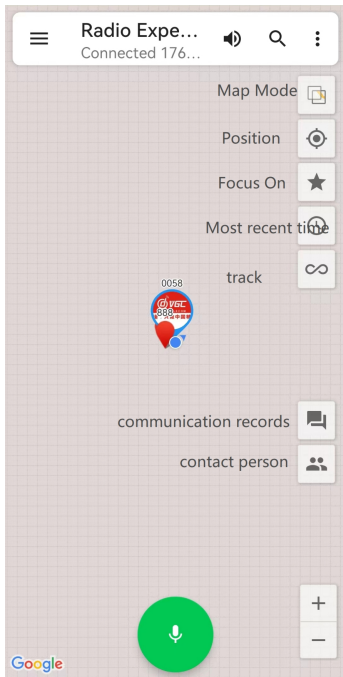 Radio Expe...
Connected 176...
Map Mode
Position
Focus On
Most recent time
track
0058
VGC
888
communication records
contact person
Google